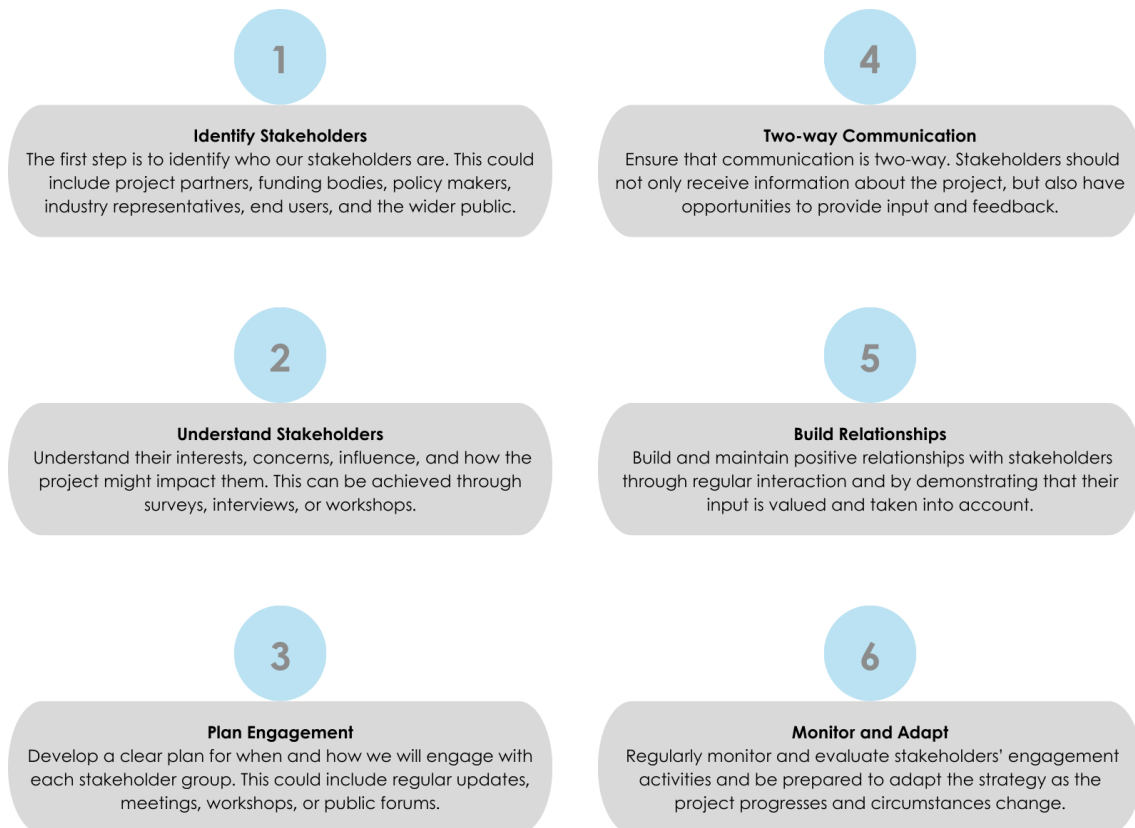 1
Identify Stakeholders
The first step is to identify who our stakeholders are. This could
include project partners, funding bodies, policy makers,
industry representatives, end users, and the wider public.
2
Understand Stakeholders
Understand their interests, concerns, influence, and how the
project might impact them. This can be achieved through
surveys, interviews, or workshops.
3
Plan Engagement
Develop a clear plan for when and how we will engage with
each stakeholder group. This could include regular updates,
meetings, workshops, or public forums.
4
Two-way Communication
Ensure that communication is two-way. Stakeholders should
not only receive information about the project, but also have
opportunities to provide input and feedback.
5
Build Relationships
Build and maintain positive relationships with stakeholders
through regular interaction and by demonstrating that their
input is valued and taken into account.
6
Monitor and Adapt
Regularly monitor and evaluate stakeholders’ engagement
activities and be prepared to adapt the strategy as the
project progresses and circumstances change.